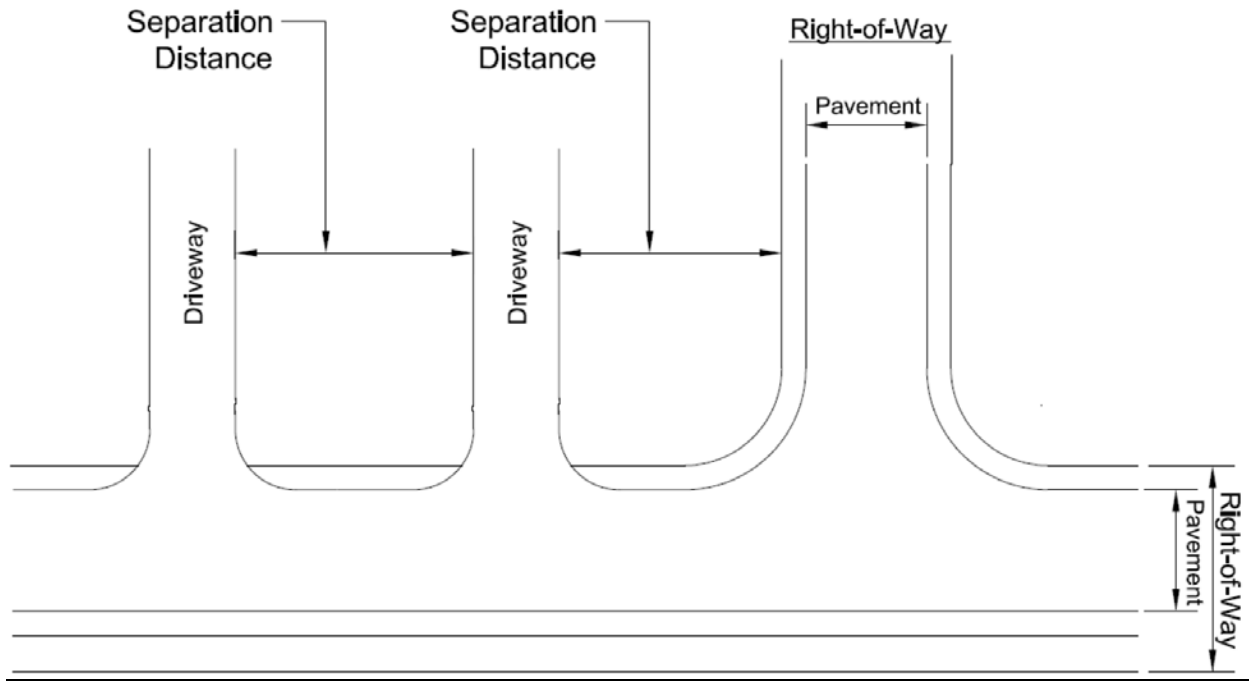 Separation
Distance
Separation
Distance
Right-of-Way
Pavement
Driveway
Driveway
Pavement
Right-of-Way